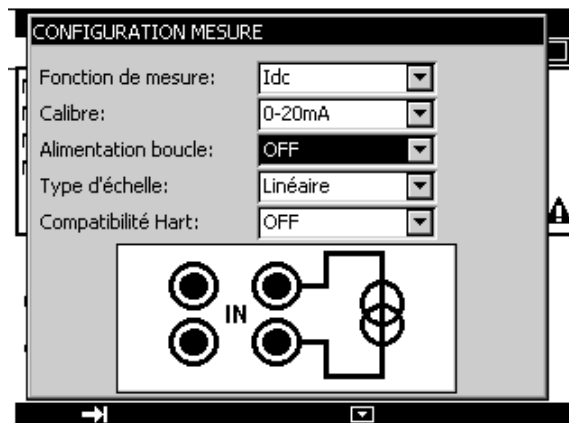 CONFIGURATION MESURE
Fonction de mesure: Idc
Calibre: 0-20mA
Alimentation boucle: OFF
Type d'échelle: Linéaire
Compatibilité Hart: OFF
IN